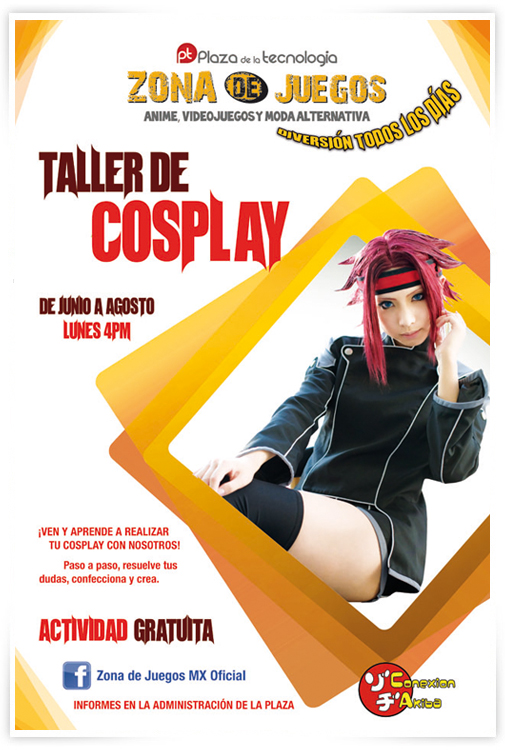 pt Plaza de la tecnología
ZONA DE JUEGOS
ANIME, VIDEOJUEGOS Y MODA ALTERNATIVA
DIVERSIÓN TODOS LOS DÍAS
TALLER DE
COSPLAY
DE JUNIO A AGOSTO
LUNES 4PM
¡VEN Y APRENDE A REALIZAR
TU COSPLAY CON NOSOTROS!
Paso a paso, resuelve tus
dudas, confecciona y crea.
ACTIVIDAD GRATUITA
f Zona de Juegos MX Oficial
INFORMES EN LA ADMINISTRACIÓN DE LA PLAZA
Conexion
Akiba